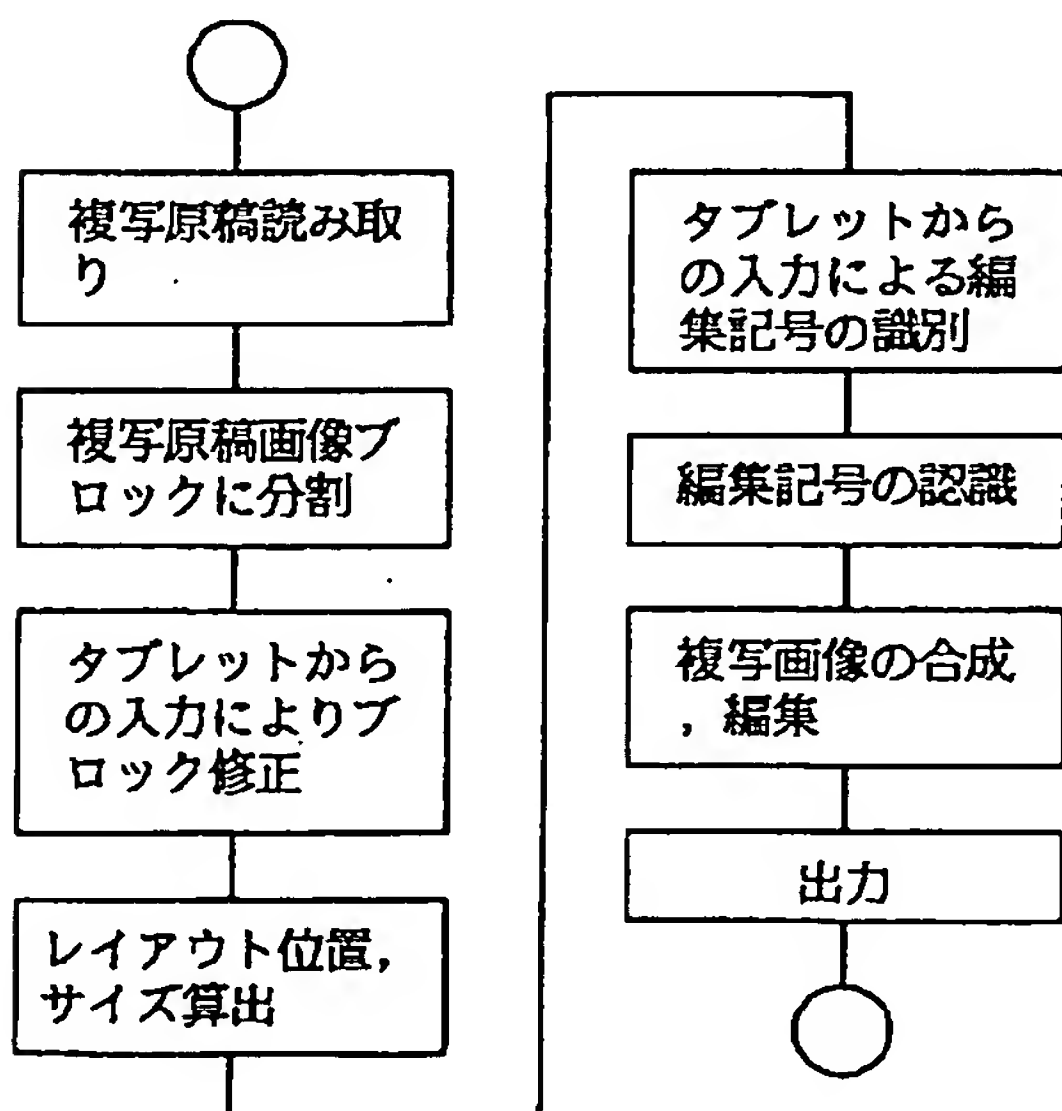 複写原稿読み取
り
複写原稿画像ブ
ロックに分割
タブレットから
の入力によりブ
ロック修正
レイアウト位置,
サイズ算出
タブレットから
の入力による編
集記号の識別
編集記号の認識
複写画像の合成
,編集
出力